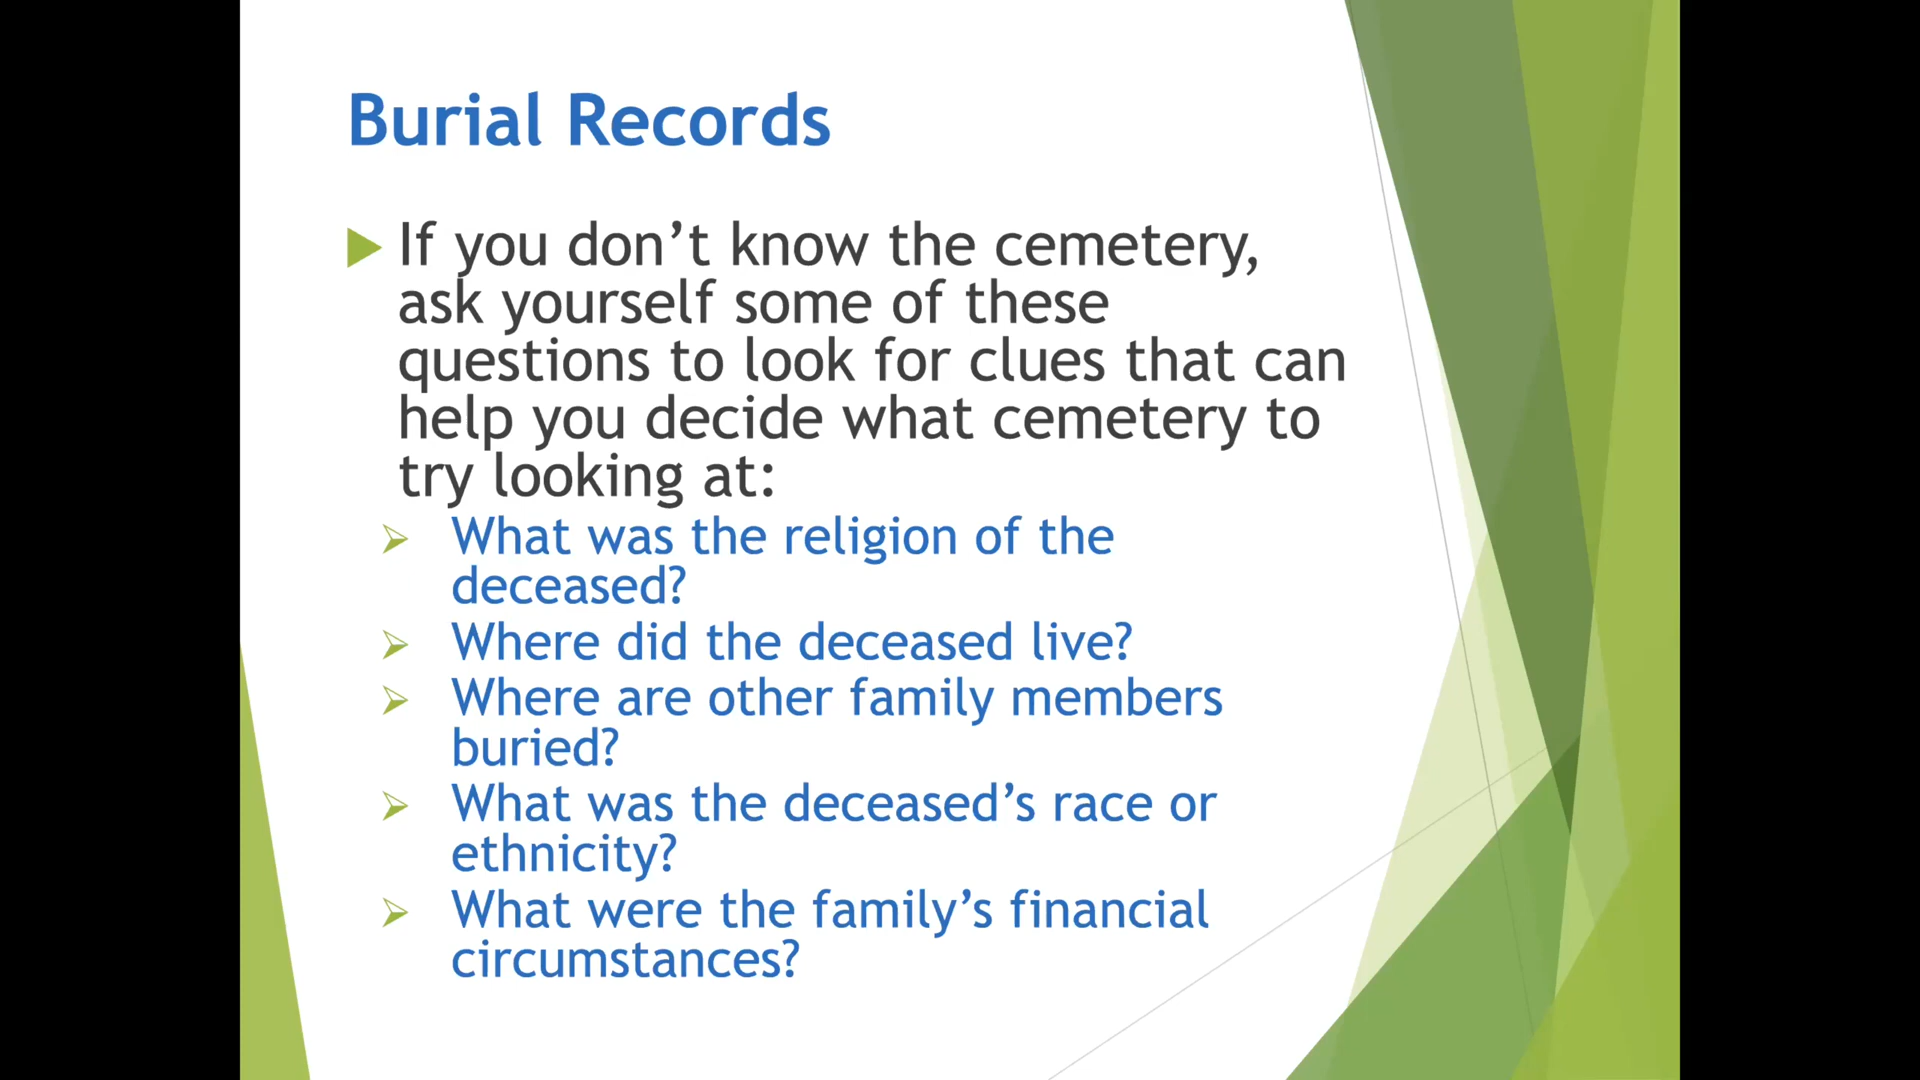 Burial Records
If you don’t know the cemetery,
ask yourself some of these
questions to look for clues that can
help you decide what cemetery to
try looking at:
What was the religion of the
deceased?
Where did the deceased live?
Where are other family members
buried?
What was the deceased’s race or
ethnicity?
What were the family’s financial
circumstances?